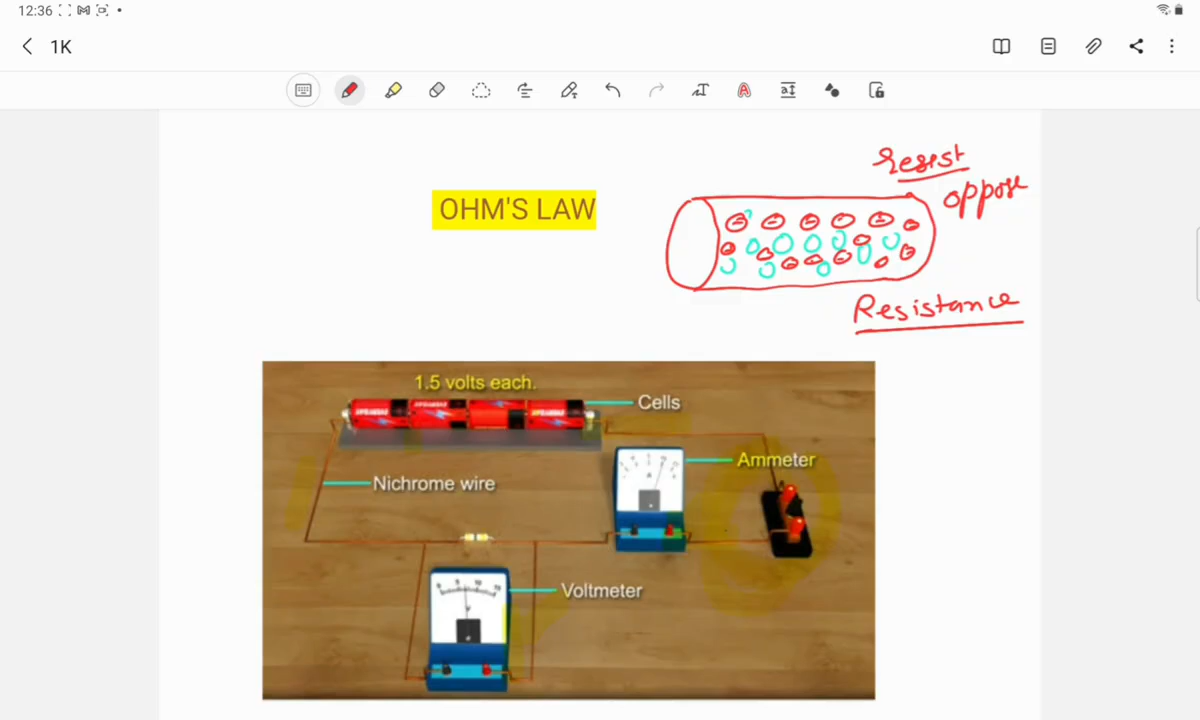 12:36
1K
resist
oppose
OHM'S LAW
Resistance
1.5 volts each.
Cells
Ammeter
Nichrome wire
Voltmeter